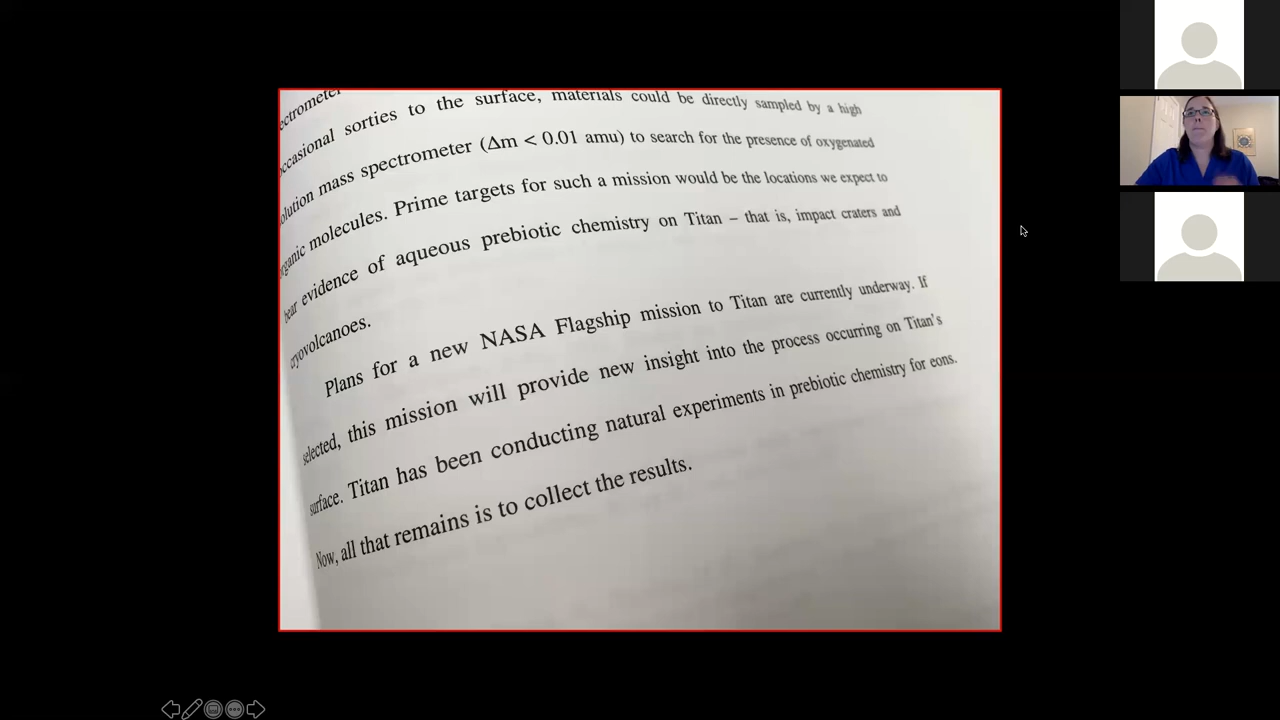 occasional sorties to the surface, materials could be directly sampled by a high
mass spectrometer (Δm < 0.01 amu) to search for the presence of oxygenated
organic molecules. Prime targets for such a mission would be the locations we expect to
bear evidence of aqueous prebiotic chemistry on Titan – that is, impact craters and
cryovolcanoes.
Plans for a new NASA Flagship mission to Titan are currently underway. If
selected, this mission will provide new insight into the process occurring on Titan's
surface. Titan has been conducting natural experiments in prebiotic chemistry for eons.
Now, all that remains is to collect the results.